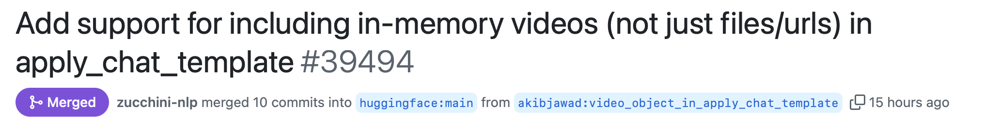 Add support for including in-memory videos (not just files/urls) in
apply_chat_template #39494
Merged zucchini-nlp merged 10 commits into huggingface:main from akibjawad:video_object_in_apply_chat_template 15 hours ago